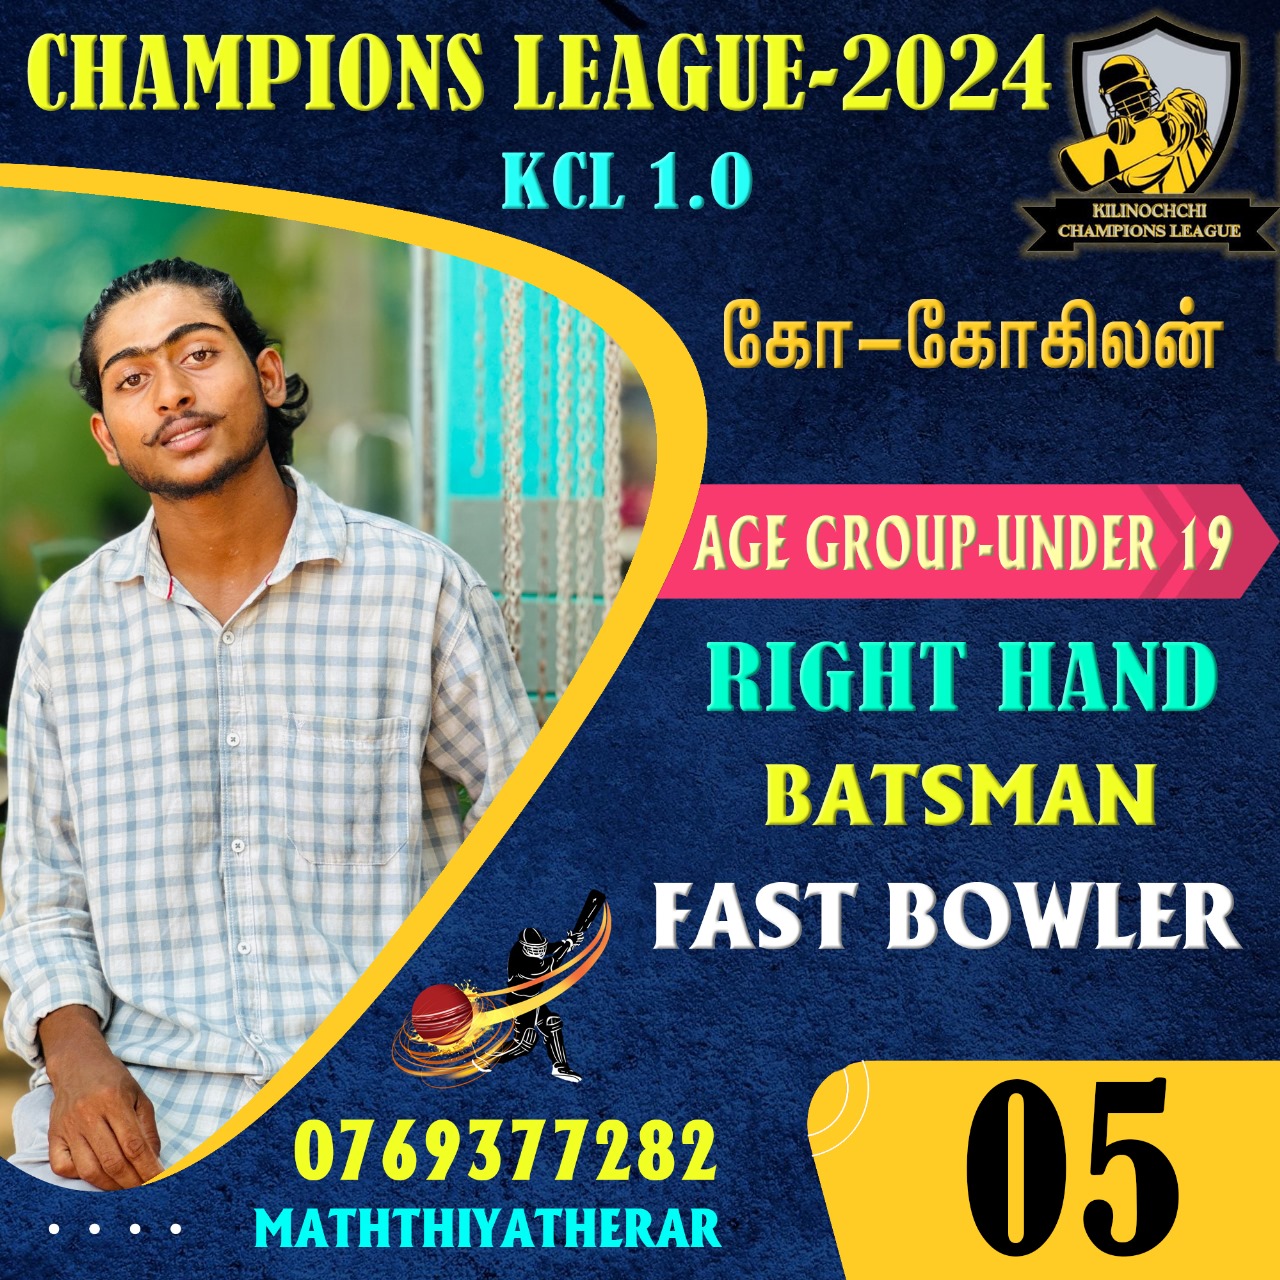 CHAMPIONS LEAGUE-2024
KCL 1.0
KILINOCHCHI
CHAMPIONS LEAGUE
கோ-கோகிலன்
AGE GROUP-UNDER 19
RIGHT HAND
BATSMAN
FAST BOWLER
0769377282
MATHTHIYATHERAR
05